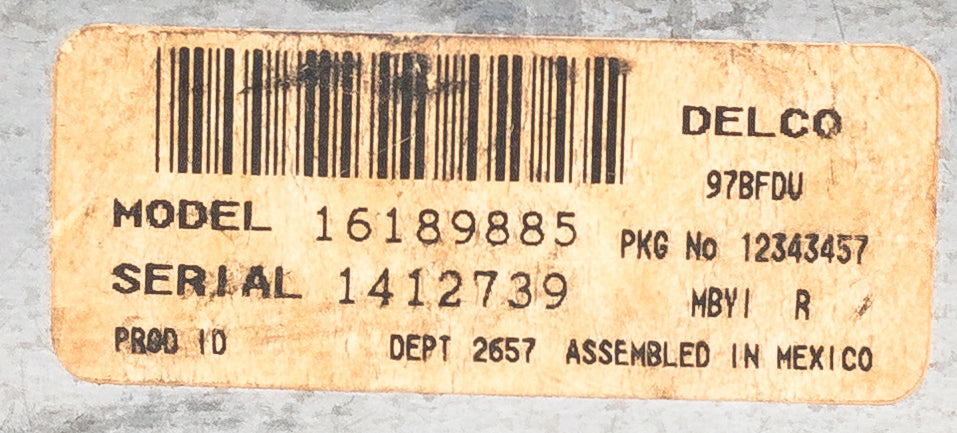 DELCO
97BFDU
MODEL 16189885
PKG No 12343457
SERIAL 1412739
MBYI R
PROD ID DEPT 2657 ASSEMBLED IN MEXICO